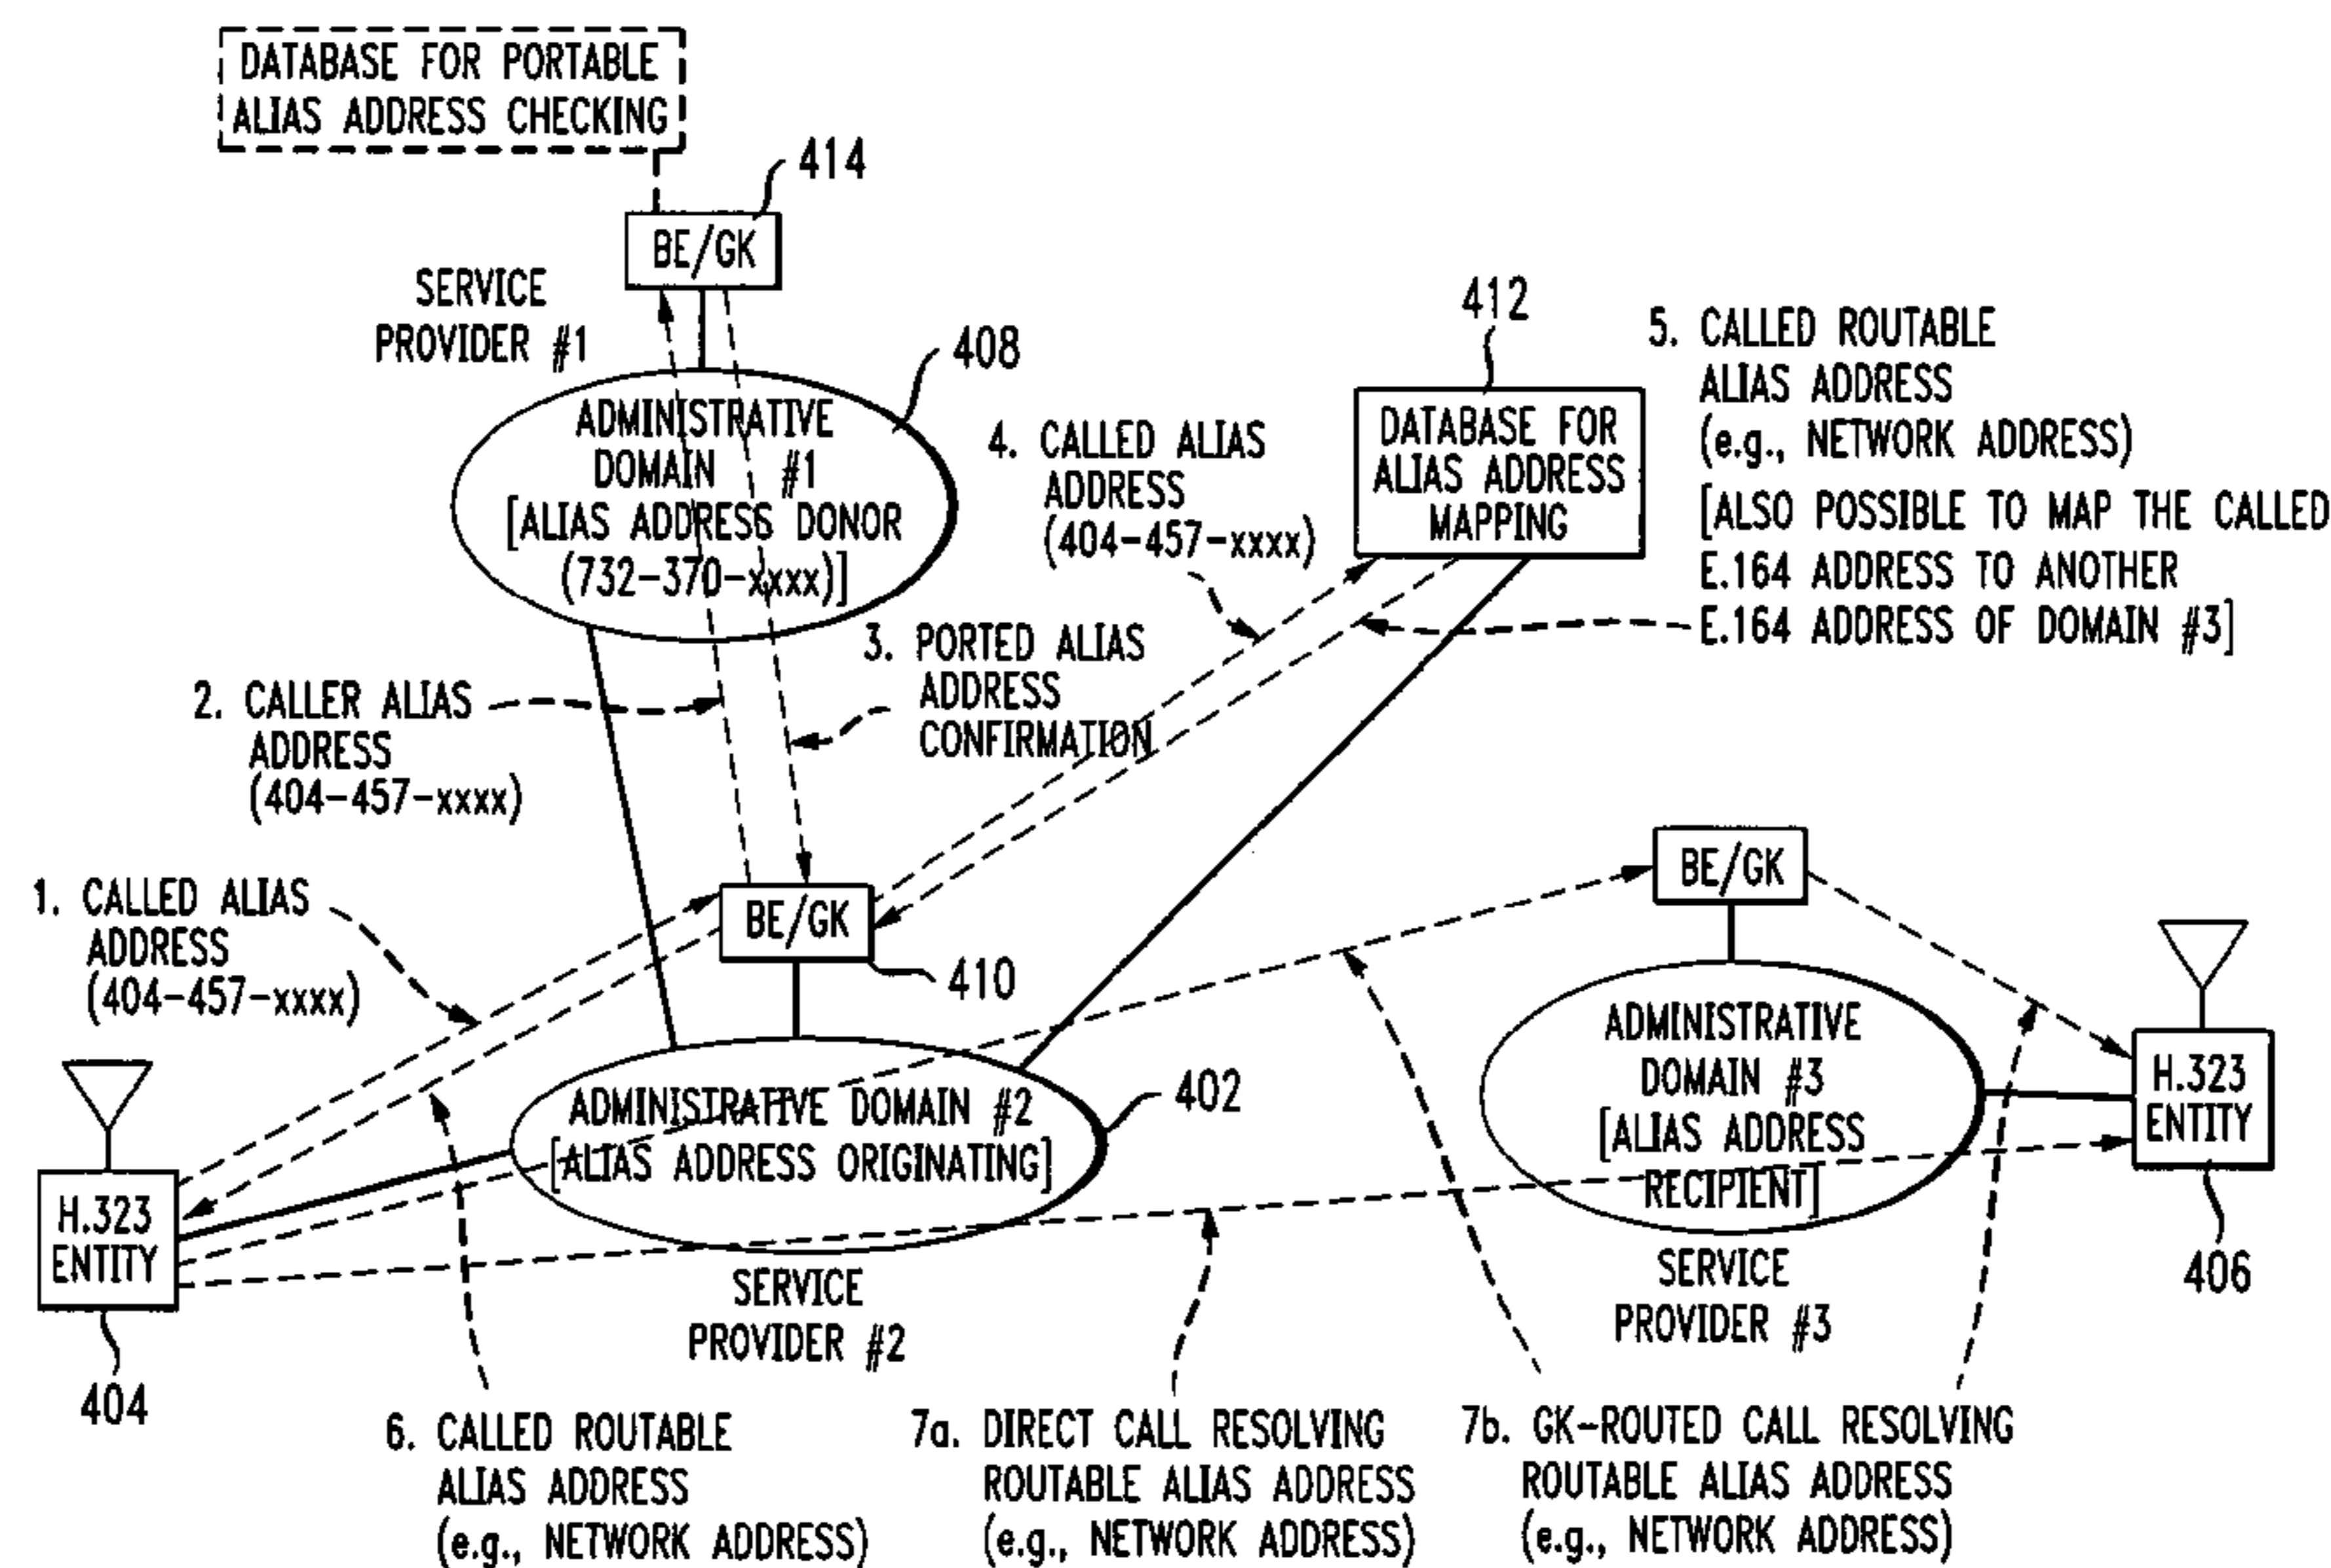 DATABASE FOR PORTABLE
ALIAS ADDRESS CHECKING
414
BE/GK
SERVICE
PROVIDER #1
408
ADMINISTRATIVE
DOMAIN #1
[ALIAS ADDRESS DONOR
(732-370-xxxx)]
412
DATABASE FOR
ALIAS ADDRESS
MAPPING
4. CALLED ALIAS
ADDRESS
(404-457-xxxx)
5. CALLED ROUTABLE
ALIAS ADDRESS
(e.g., NETWORK ADDRESS)
[ALSO POSSIBLE TO MAP THE CALLED
E.164 ADDRESS TO ANOTHER
E.164 ADDRESS OF DOMAIN #3]
3. PORTED ALIAS
ADDRESS
CONFIRMATION
2. CALLER ALIAS
ADDRESS
(404-457-xxxx)
1. CALLED ALIAS
ADDRESS
(404-457-xxxx)
BE/GK
410
BE/GK
ADMINISTRATIVE DOMAIN #2
[ALIAS ADDRESS ORIGINATING]
402
SERVICE
PROVIDER #2
ADMINISTRATIVE
DOMAIN #3
[ALIAS ADDRESS
RECIPIENT]
SERVICE
PROVIDER #3
H.323
ENTITY
404
H.323
ENTITY
406
6. CALLED ROUTABLE
ALIAS ADDRESS
(e.g., NETWORK ADDRESS)
7a. DIRECT CALL RESOLVING
ROUTABLE ALIAS ADDRESS
(e.g., NETWORK ADDRESS)
7b. GK-ROUTED CALL RESOLVING
ROUTABLE ALIAS ADDRESS
(e.g., NETWORK ADDRESS)